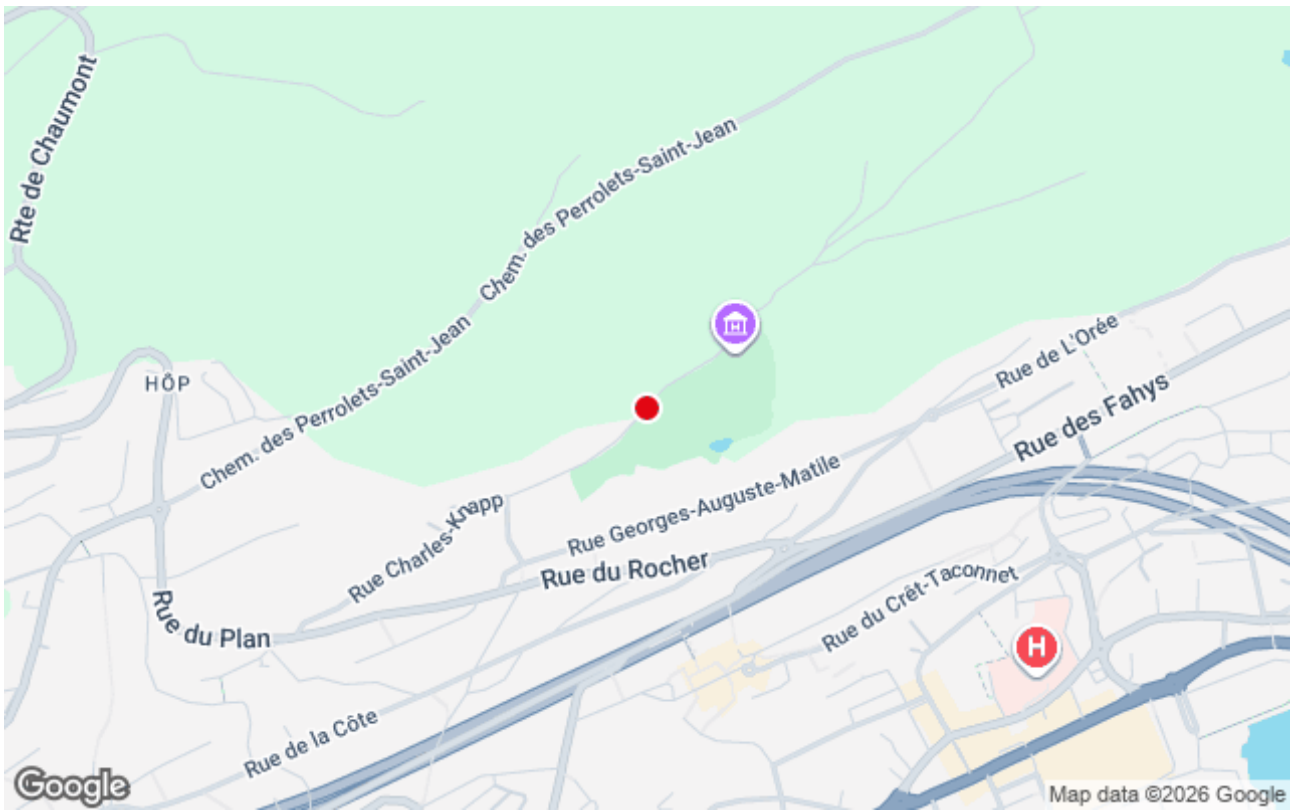 Rte de Chaumont
Chem. des Perrolets-Saint-Jean
Chem. des Perrolets-Saint-Jean
HÔP
Rue de L'Orée
Rue des Fahys
Rue Charles-Knapp
Rue Georges-Auguste-Matile
Rue du Rocher
Rue du Plan
Rue du Crêt-Taconnet
H
Rue de la Côte
Google
Map data ©2026 Google